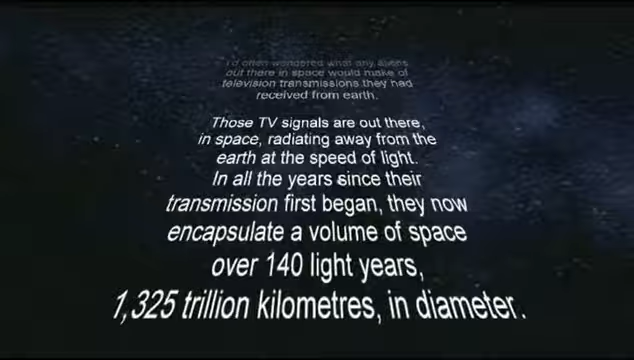 I'd often wondered what any aliens
out there in space would make of
television transmissions they had
received from earth.
Those TV signals are out there,
in space, radiating away from the
earth at the speed of light.
In all the years since their
transmission first began, they now
encapsulate a volume of space
over 140 light years,
1,325 trillion kilometres, in diameter.